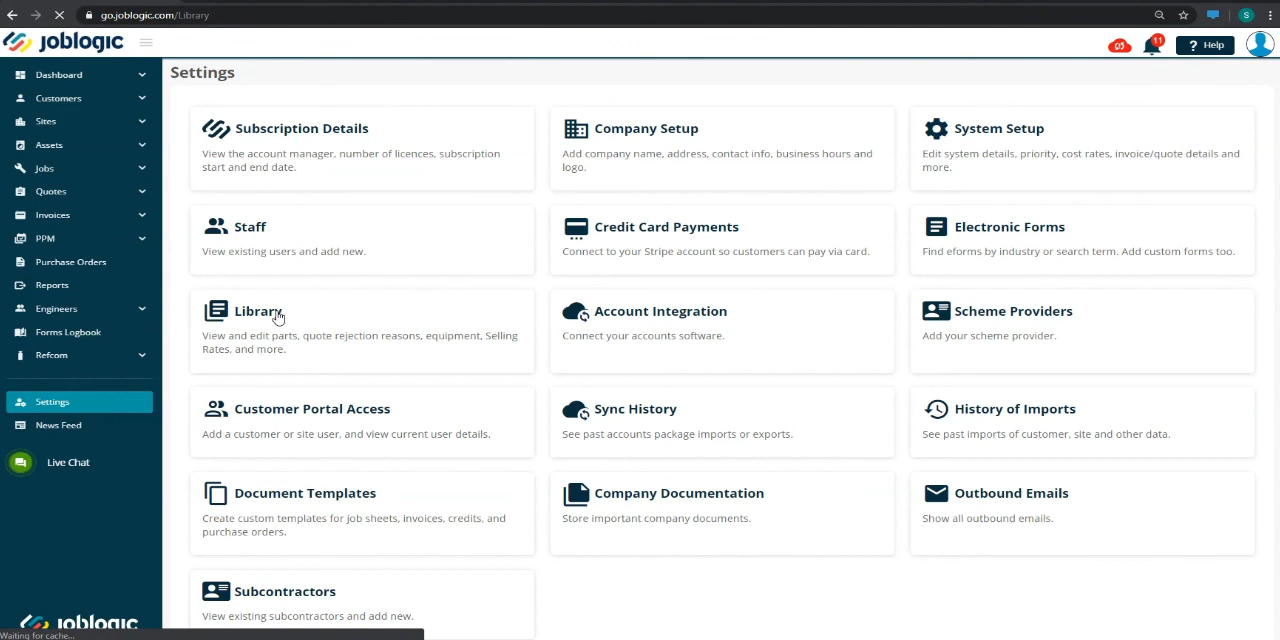 go.joblogic.com/Library
S
joblogic
11
? Help
Dashboard
Customers
Sites
Assets
Jobs
Quotes
Invoices
PPM
Purchase Orders
Reports
Engineers
Forms Logbook
Refcom
Settings
News Feed
Live Chat
joblogic
Waiting for cache...
Settings
Subscription Details
View the account manager, number of licences, subscription
start and end date.
Company Setup
Add company name, address, contact info, business hours and
logo.
System Setup
Edit system details, priority, cost rates, invoice/quote details and
more.
Staff
View existing users and add new.
Credit Card Payments
Connect to your Stripe account so customers can pay via card.
Electronic Forms
Find eforms by industry or search term. Add custom forms too.
Library
View and edit parts, quote rejection reasons, equipment, Selling
Rates, and more.
Account Integration
Connect your accounts software.
Scheme Providers
Add your scheme provider.
Customer Portal Access
Add a customer or site user, and view current user details.
Sync History
See past accounts package imports or exports.
History of Imports
See past imports of customer, site and other data.
Document Templates
Create custom templates for job sheets, invoices, credits, and
purchase orders.
Company Documentation
Store important company documents.
Outbound Emails
Show all outbound emails.
Subcontractors
View existing subcontractors and add new.